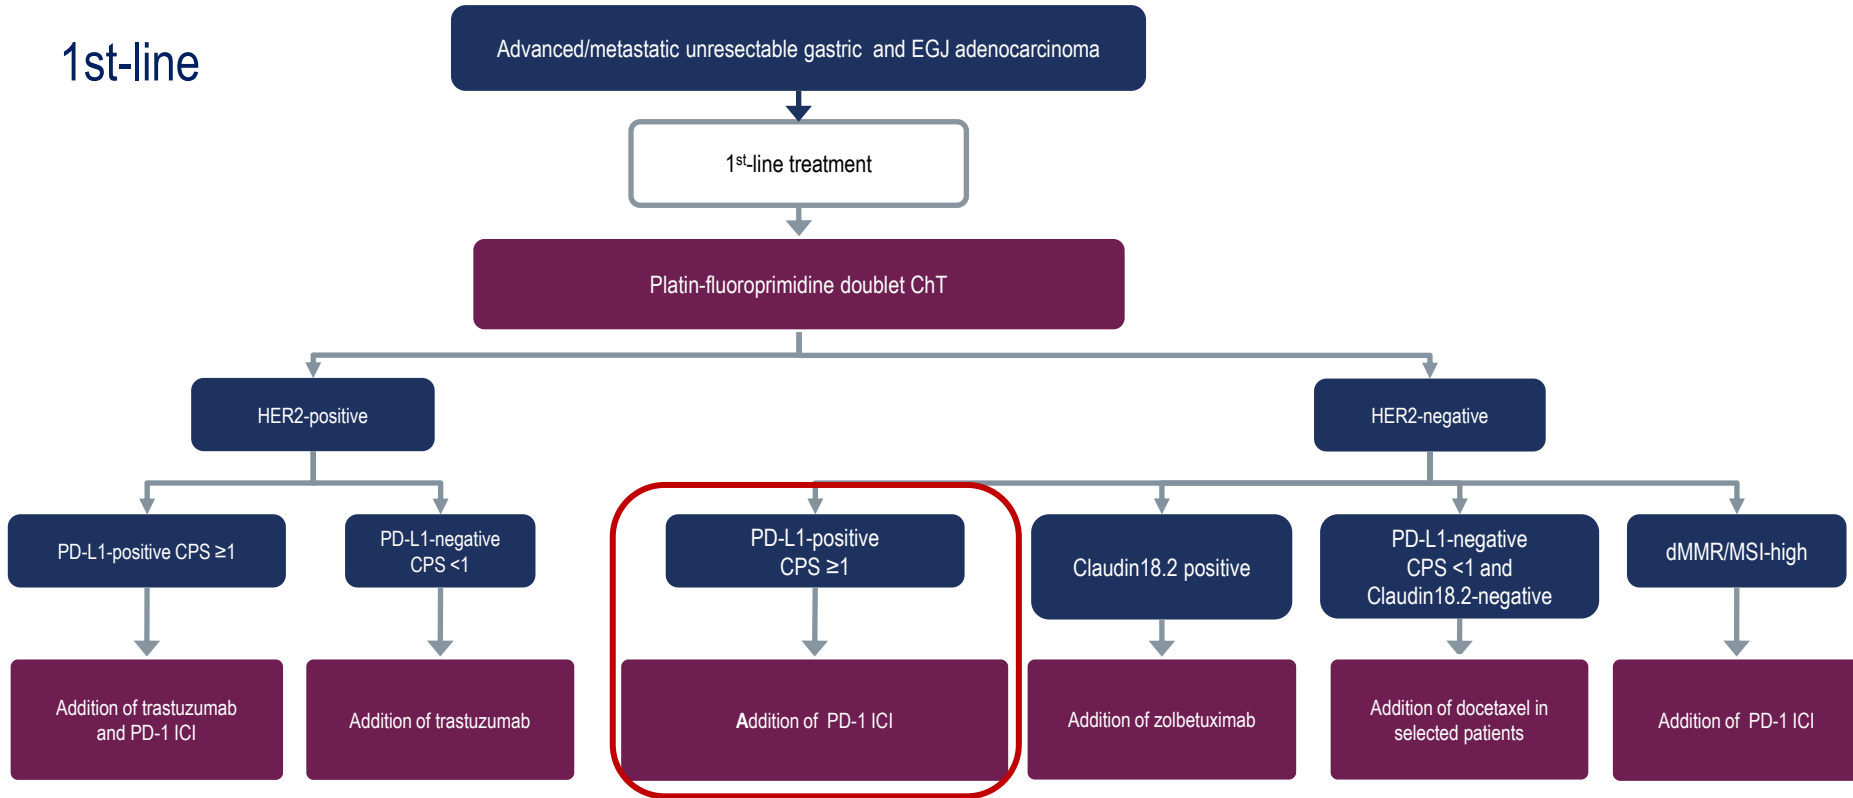 1st-line
Advanced/metastatic unresectable gastric and EGJ adenocarcinoma
1st-line treatment
Platin-fluoroprimidine doublet ChT
HER2-positive
HER2-negative
PD-L1-positive CPS ≥1
PD-L1-negative
CPS <1
PD-L1-positive
CPS ≥1
Claudin18.2 positive
PD-L1-negative
CPS <1 and
Claudin18.2-negative
dMMR/MSI-high
Addition of trastuzumab
and PD-1 ICI
Addition of trastuzumab
Addition of PD-1 ICI
Addition of zolbetuximab
Addition of docetaxel in
selected patients
Addition of PD-1 ICI